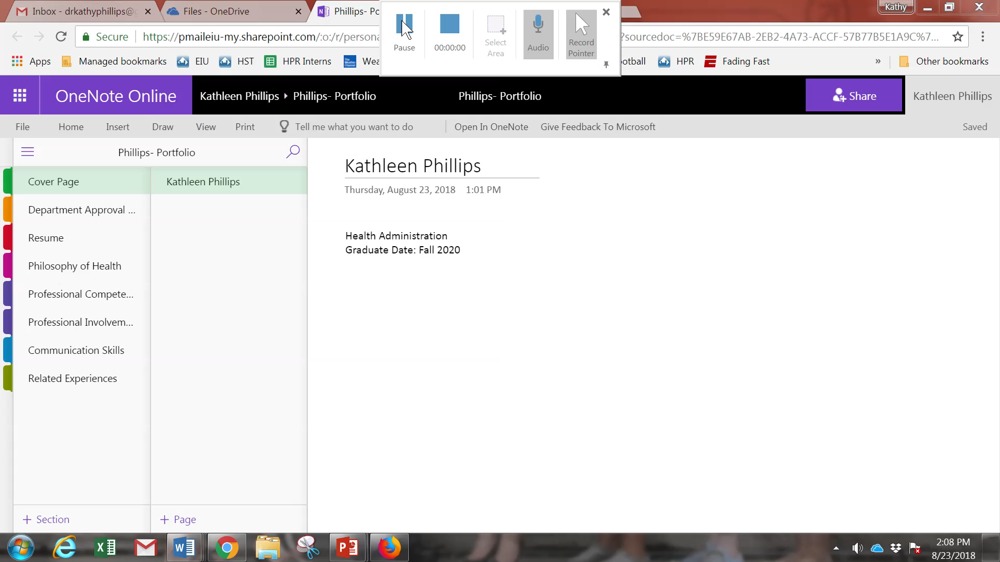 Inbox - drkathyphillips@
Files - OneDrive
Phillips- Po
Kathy
Secure
https://pmaileiu-my.sharepoint.com/:o:/r/persona
?sourcedoc=%7BE59E67AB-2EB2-4A73-ACCF-57B77B5E1A9C%7...
Pause
00:00:00
Select
Area
Audio
Record
Pointer
Apps
Managed bookmarks
EIU
HST
HPR Interns
Wea
otball
HPR
Fading Fast
»
Other bookmarks
OneNote Online
Kathleen Phillips
Phillips- Portfolio
Phillips- Portfolio
Share
Kathleen Phillips
File
Home
Insert
Draw
View
Print
Tell me what you want to do
Open In OneNote
Give Feedback To Microsoft
Saved
Phillips- Portfolio
Cover Page
Department Approval ...
Resume
Philosophy of Health
Professional Compete...
Professional Involvem...
Communication Skills
Related Experiences
Kathleen Phillips
Kathleen Phillips
Thursday, August 23, 2018 1:01 PM
Health Administration
Graduate Date: Fall 2020
+ Section
+ Page
2:08 PM
8/23/2018